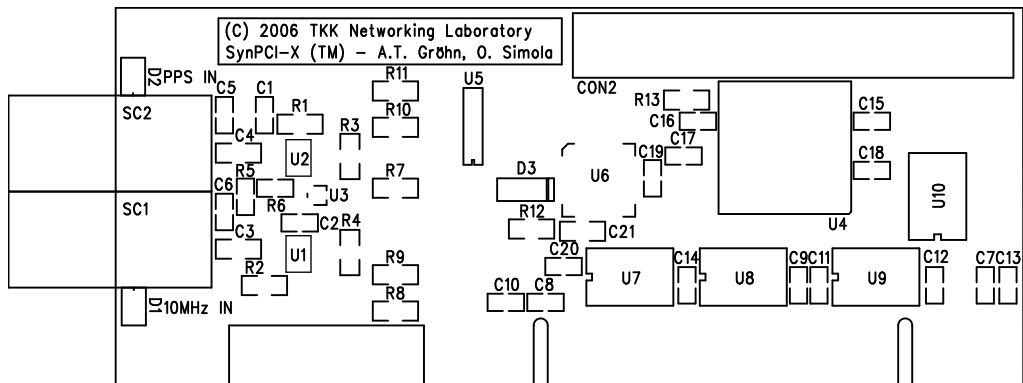 (C) 2006 TKK Networking Laboratory
SynPCI-X (TM) - A.T. Gröhn, O. Simola
R11
U5
D2
PPS IN
C5
C1
CON2
SC2
R1
R10
R13
C16
C15
C4
R3
U2
C17
C19
C18
R5
D3
U6
C6
R7
U3
U10
SC1
R6
C2
R4
R12
C21
U4
C3
U1
C20
R2
R9
U7
C14
U8
C9
C11
U9
C12
C7
C13
D1
10MHz IN
R8
C10
C8